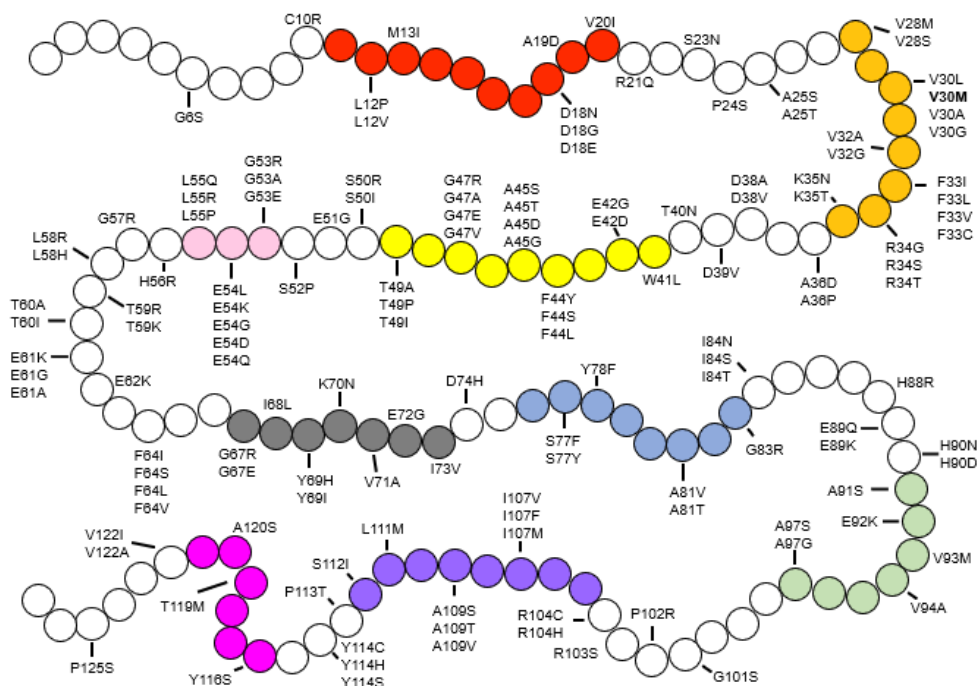 C10R
M13I
G6S
L12P
L12V
A19D
V20I
D18N
D18G
D18E
R21Q
S23N
P24S
A25S
A25T
V28M
V28S
V30L
V30M
V30A
V30G
V32A
V32G
F33I
F33L
F33V
F33C
K35N
K35T
R34G
R34S
R34T
A36D
A36P
D38A
D38V
D39V
T40N
W41L
E42G
E42D
F44Y
F44S
F44L
A45S
A45T
A45D
A45G
G47R
G47A
G47E
G47V
T49A
T49P
T49I
S50R
S50I
E51G
S52P
G53R
G53A
G53E
E54L
E54K
E54G
E54D
E54Q
L55Q
L55R
L55P
H56R
G57R
L58R
L58H
T59R
T59K
T60A
T60I
E61K
E61G
E61A
E62K
F64I
F64S
F64L
F64V
G67R
G67E
I68L
Y69H
Y69I
K70N
V71A
E72G
I73V
D74H
S77F
S77Y
Y78F
A81V
A81T
G83R
I84N
I84S
I84T
H88R
E89Q
E89K
H90N
H90D
A91S
E92K
V93M
V94A
A97S
A97G
G101S
P102R
R103S
R104C
R104H
I107V
I107F
I107M
A109S
A109T
A109V
L111M
S112I
P113T
Y114C
Y114H
Y114S
Y116S
T119M
A120S
V122I
V122A
P125S